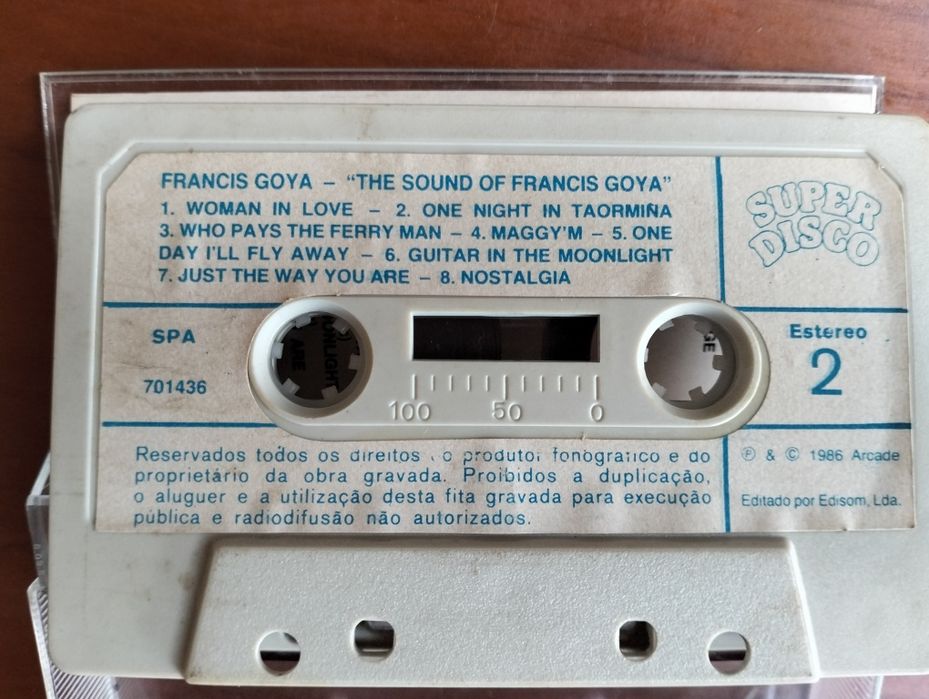 FRANCIS GOYA – "THE SOUND OF FRANCIS GOYA"
1. WOMAN IN LOVE – 2. ONE NIGHT IN TAORMIÑA
3. WHO PAYS THE FERRY MAN – 4. MAGGY'M – 5. ONE
DAY I'LL FLY AWAY – 6. GUITAR IN THE MOONLIGHT
7. JUST THE WAY YOU ARE – 8. NOSTALGIA
SUPER
DISCO
SPA
701436
Estereo
2
100 50 0
ARE
GE
Reservados todos os direitos do produtor fonográfico e do
proprietário da obra gravada. Proibidos a duplicação,
o aluguer e a utilização desta fita gravada para execução
pública e radiodifusão não autorizados.
℗ & © 1986 Arcade
Editado por Edisom, Lda.